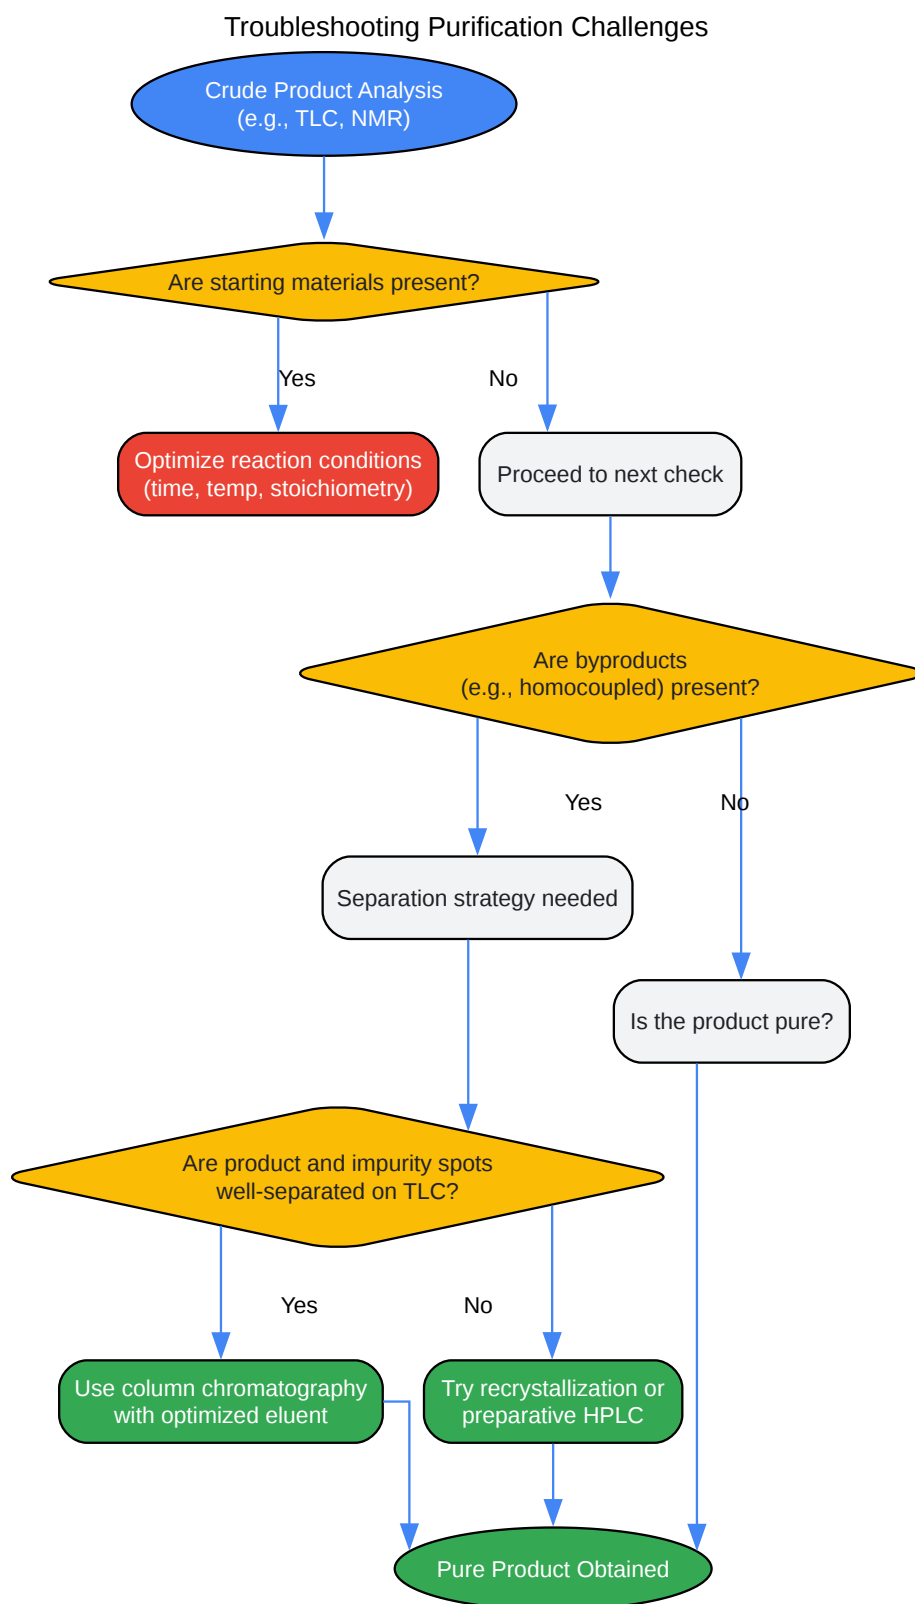 Troubleshooting Purification Challenges
Crude Product Analysis
(e.g., TLC, NMR)
Are starting materials present?
Yes
No
Optimize reaction conditions
(time, temp, stoichiometry)
Proceed to next check
Are byproducts
(e.g., homocoupled) present?
Yes
No
Separation strategy needed
Is the product pure?
Are product and impurity spots
well-separated on TLC?
Yes
No
Use column chromatography
with optimized eluent
Try recrystallization or
preparative HPLC
Pure Product Obtained